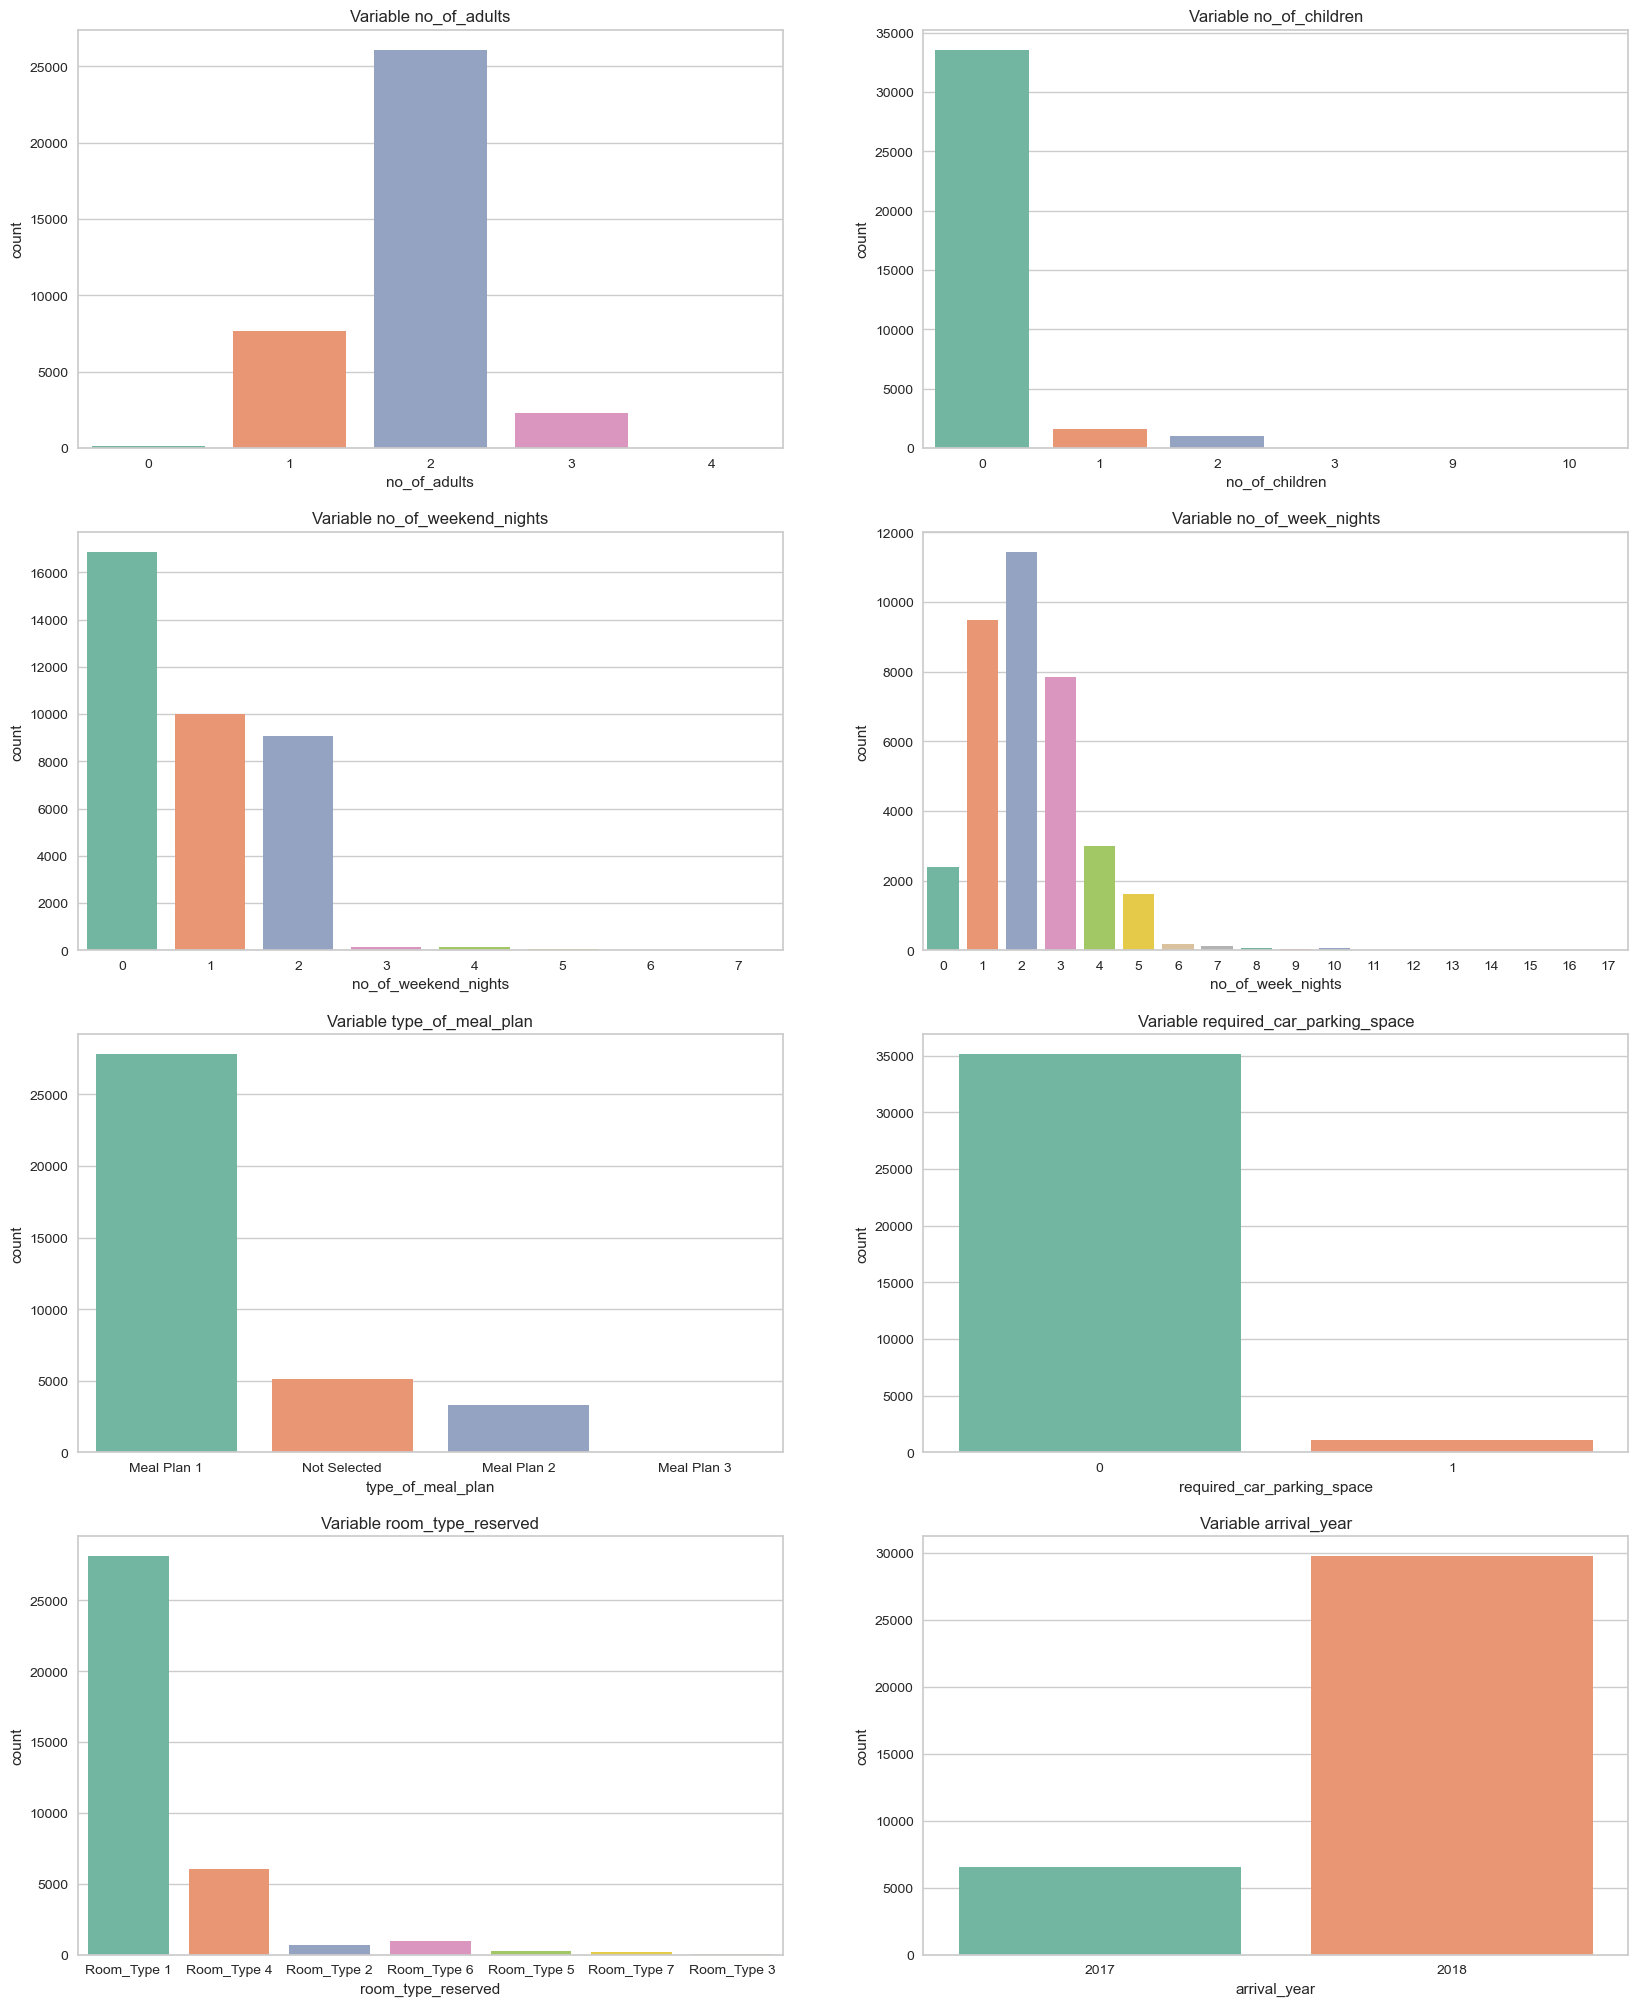 Variable no_of_adults
25000
20000
15000
10000
5000
0
count
0 1 2 3 4
no_of_adults
Variable no_of_children
35000
30000
25000
20000
15000
10000
5000
0
count
0 1 2 3 9 10
no_of_children
Variable no_of_weekend_nights
16000
14000
12000
10000
8000
6000
4000
2000
0
count
0 1 2 3 4 5 6 7
no_of_weekend_nights
Variable no_of_week_nights
12000
10000
8000
6000
4000
2000
0
count
0 1 2 3 4 5 6 7 8 9 10 11 12 13 14 15 16 17
no_of_week_nights
Variable type_of_meal_plan
25000
20000
15000
10000
5000
0
count
Meal Plan 1 Not Selected Meal Plan 2 Meal Plan 3
type_of_meal_plan
Variable required_car_parking_space
35000
30000
25000
20000
15000
10000
5000
0
count
0 1
required_car_parking_space
Variable room_type_reserved
25000
20000
15000
10000
5000
0
count
Room_Type 1 Room_Type 4 Room_Type 2 Room_Type 6 Room_Type 5 Room_Type 7 Room_Type 3
room_type_reserved
Variable arrival_year
30000
25000
20000
15000
10000
5000
0
count
2017 2018
arrival_year